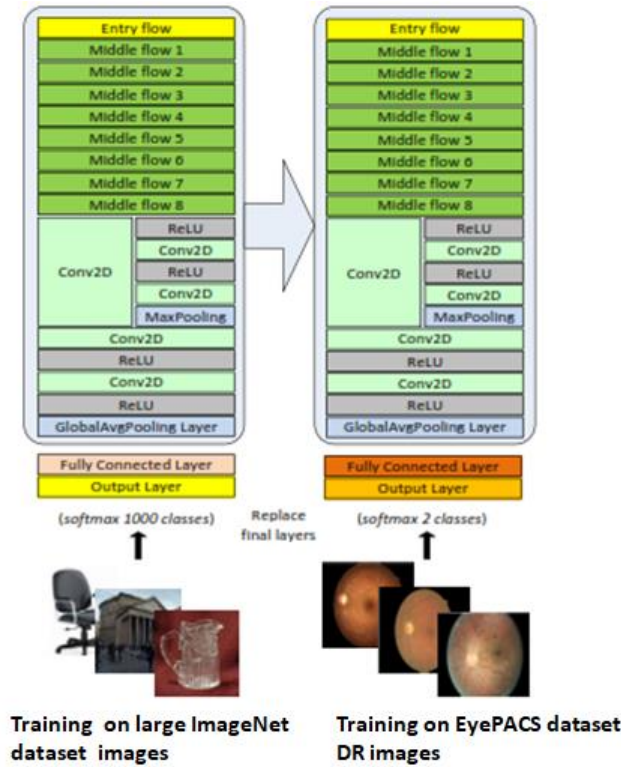 Entry flow
Middle flow 1
Middle flow 2
Middle flow 3
Middle flow 4
Middle flow 5
Middle flow 6
Middle flow 7
Middle flow 8
Conv2D
ReLU
Conv2D
ReLU
Conv2D
MaxPooling
Conv2D
ReLU
Conv2D
ReLU
GlobalAvgPooling Layer
Fully Connected Layer
Output Layer
(softmax 1000 classes)
Training on large ImageNet
dataset images
Replace
final layers
Entry flow
Middle flow 1
Middle flow 2
Middle flow 3
Middle flow 4
Middle flow 5
Middle flow 6
Middle flow 7
Middle flow 8
Conv2D
ReLU
Conv2D
ReLU
Conv2D
MaxPooling
Conv2D
ReLU
Conv2D
ReLU
GlobalAvgPooling Layer
Fully Connected Layer
Output Layer
(softmax 2 classes)
Training on EyePACS dataset
DR images